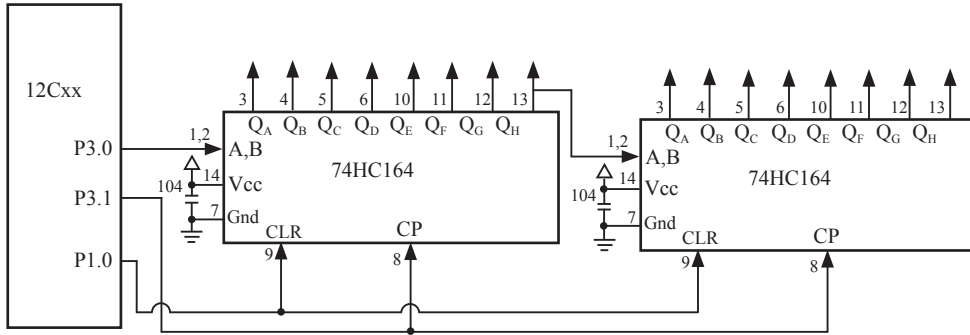 12Cxx
P3.0
P3.1
P1.0
3 4 5 6 10 11 12 13
QA QB QC QD QE QF QG QH
1,2
A,B
74HC164
14
Vcc
104
7
Gnd
CLR
CP
9
8
3 4 5 6 10 11 12 13
QA QB QC QD QE QF QG QH
1,2
A,B
74HC164
14
Vcc
104
7
Gnd
CLR
CP
9
8